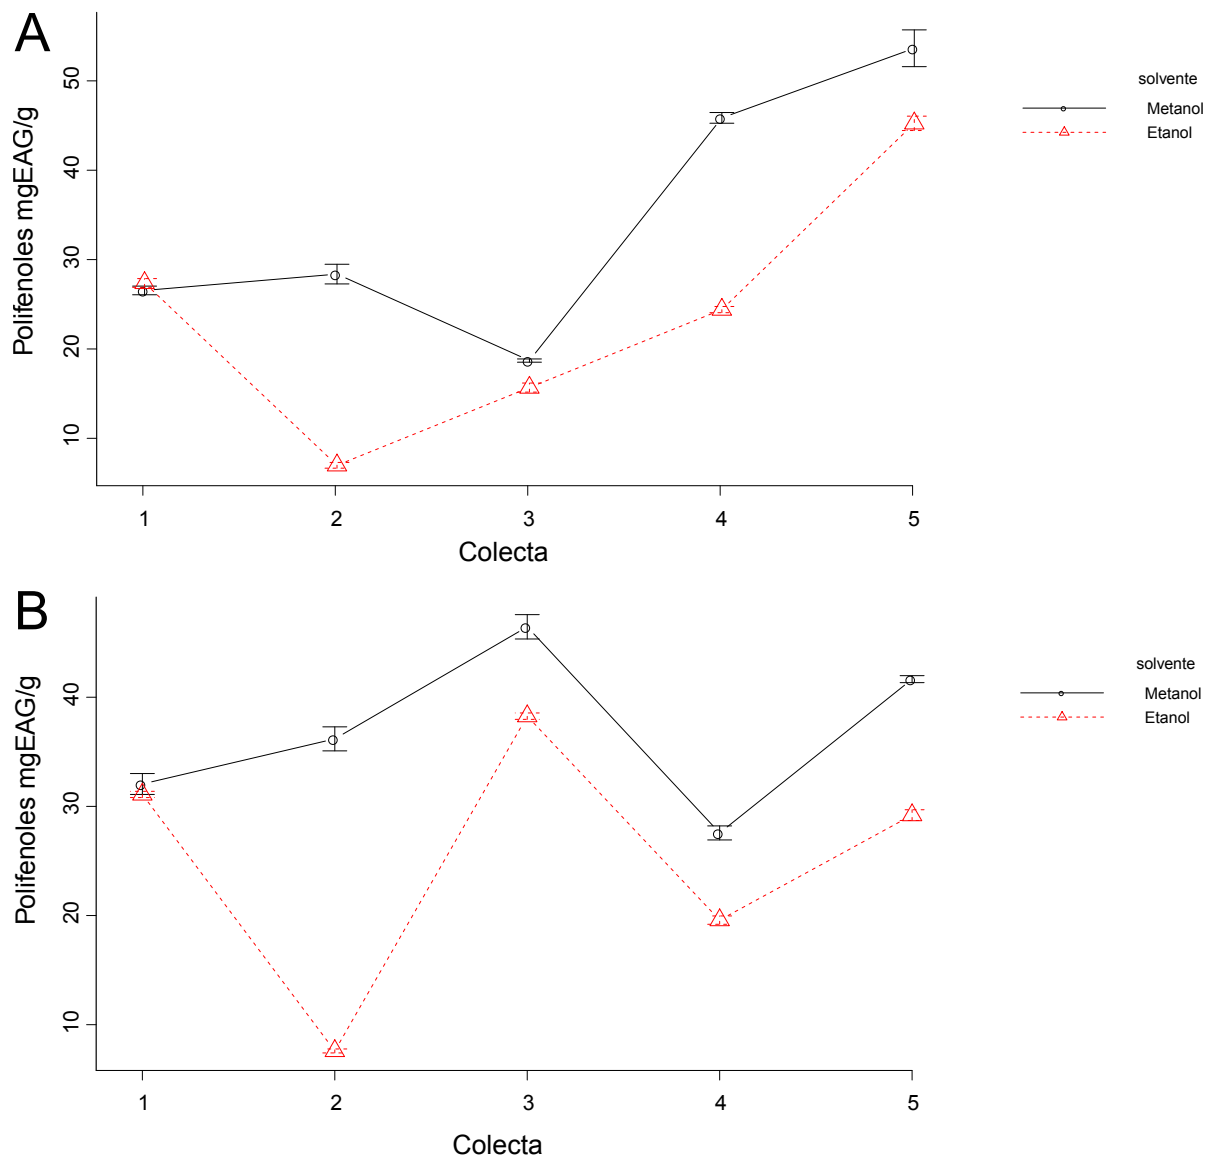 A
solvente
Metanol
Etanol
Polifenoles mgEAG/g
50
40
30
20
10
1 2 3 4 5
Colecta
B
solvente
Metanol
Etanol
Polifenoles mgEAG/g
40
30
20
10
1 2 3 4 5
Colecta